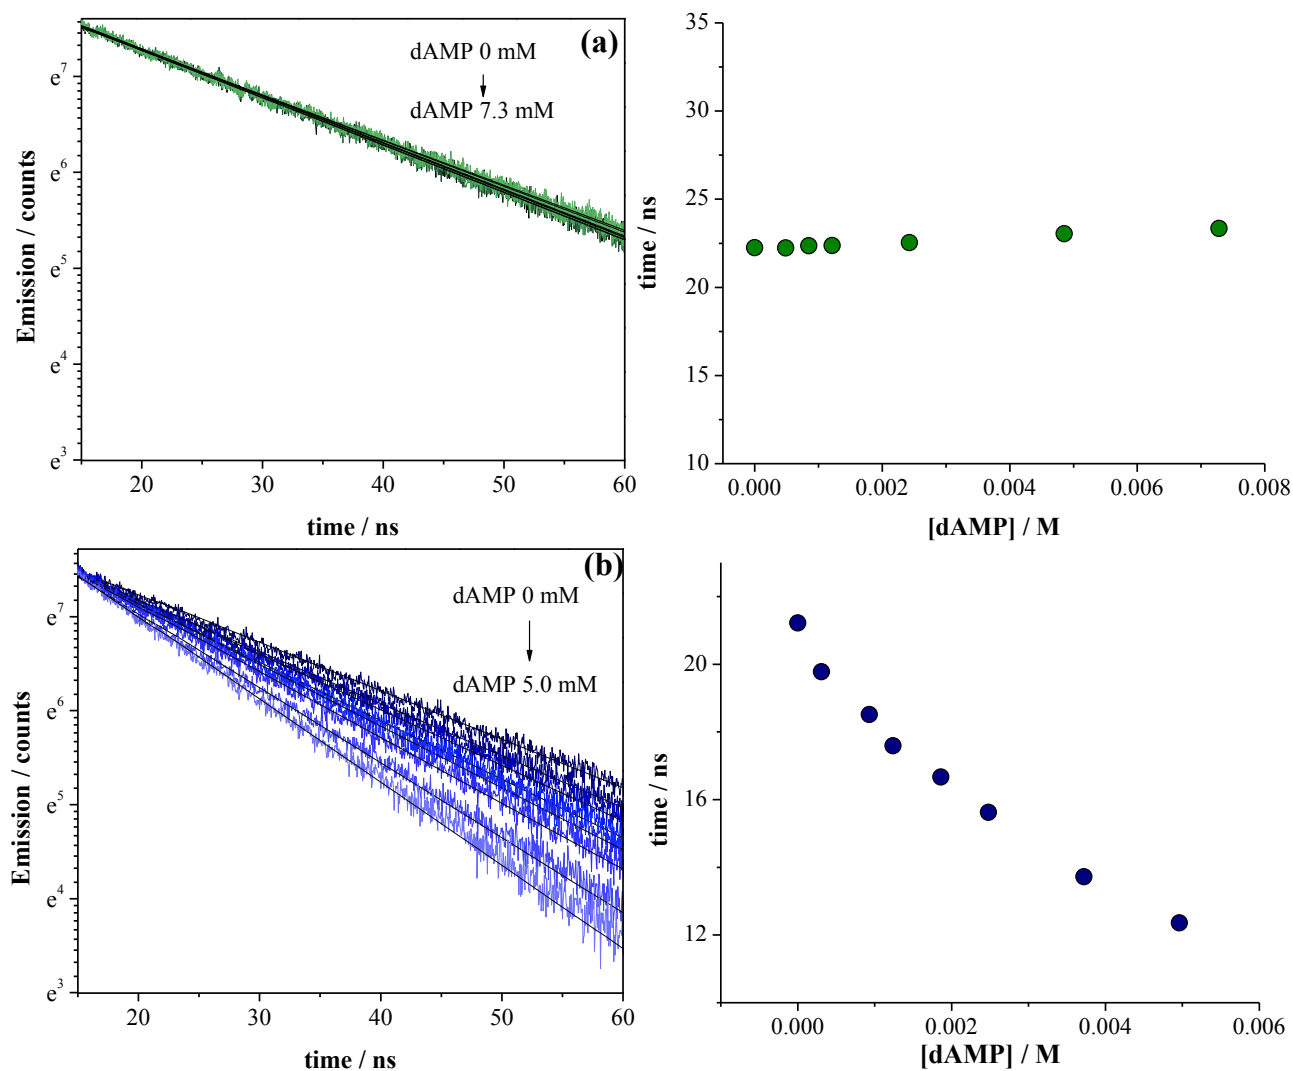 (a)
dAMP 0 mM
dAMP 7.3 mM
e7
e6
e5
e4
e3
Emission / counts
20 30 40 50 60
time / ns
35
30
25
20
15
10
time / ns
0.000 0.002 0.004 0.006 0.008
[dAMP] / M
(b)
dAMP 0 mM
dAMP 5.0 mM
e7
e6
e5
e4
e3
Emission / counts
20 30 40 50 60
time / ns
20
16
12
time / ns
0.000 0.002 0.004 0.006
[dAMP] / M